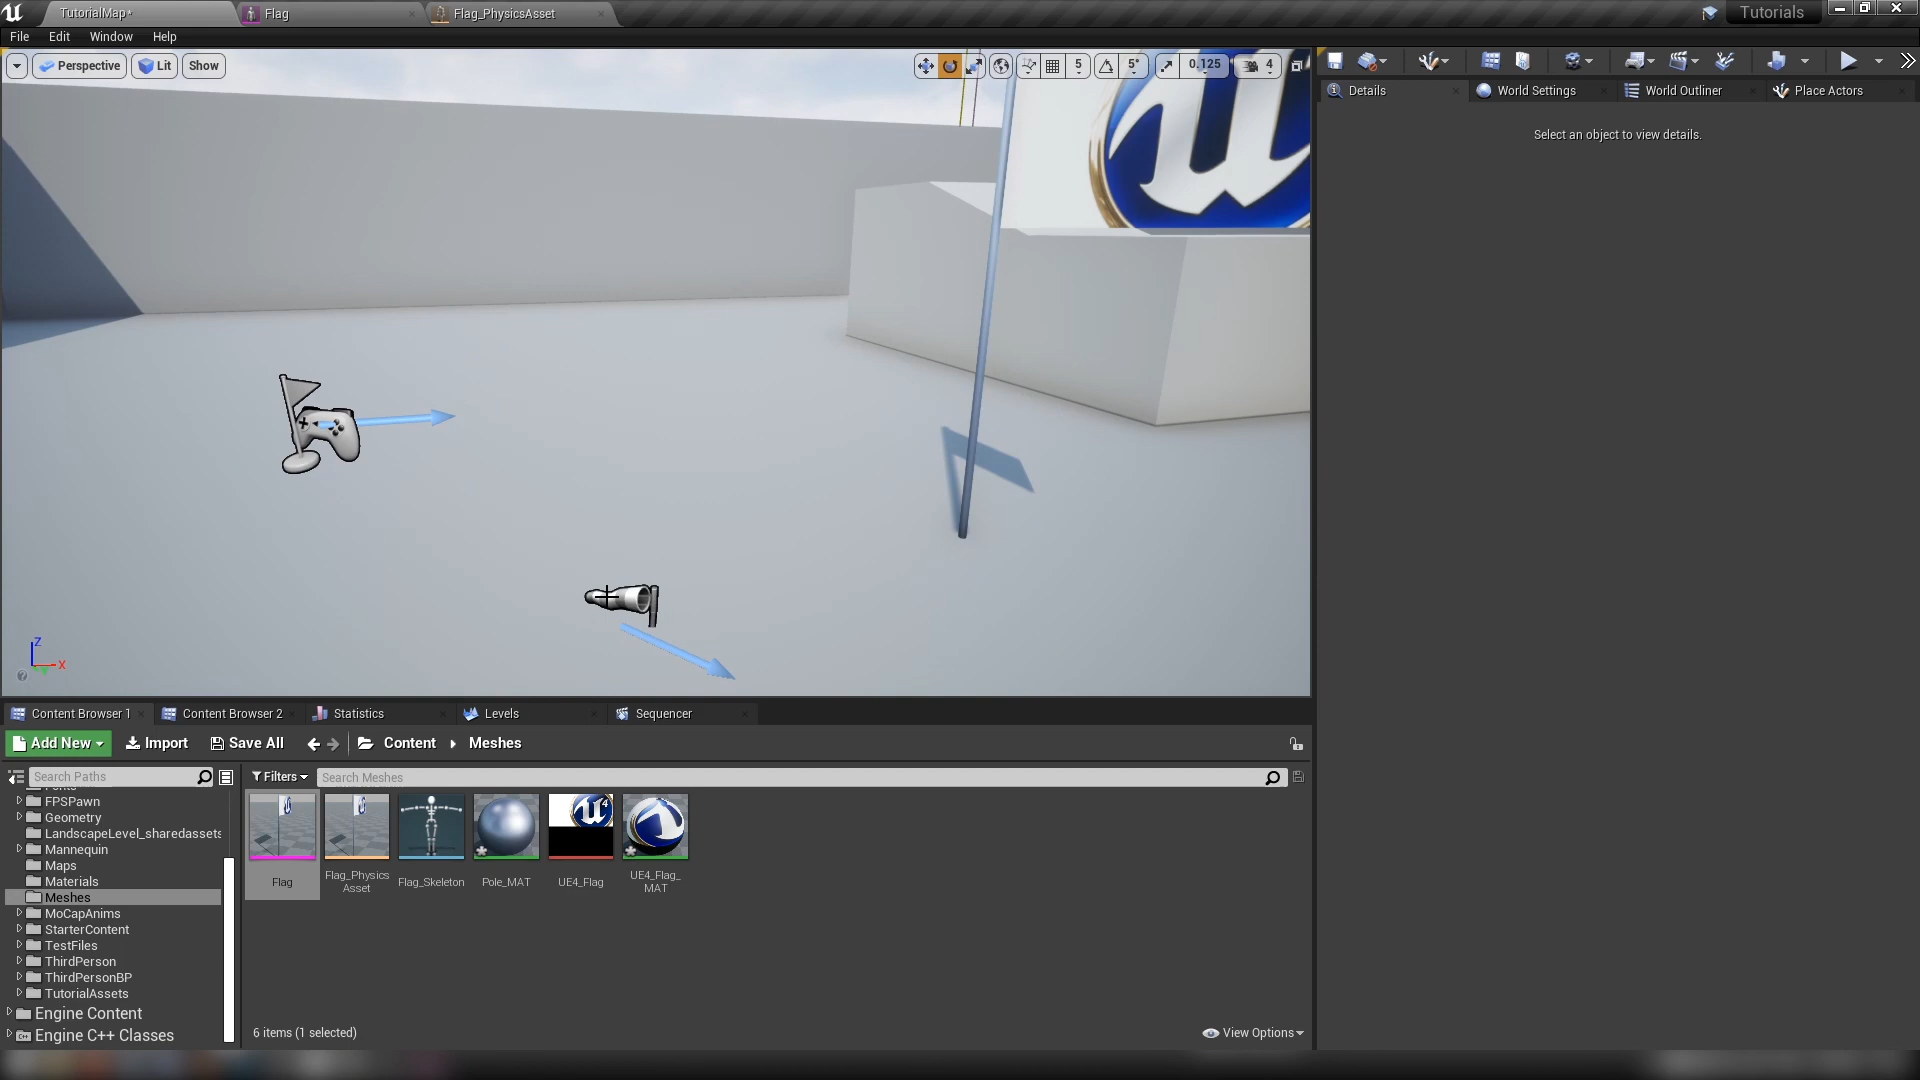 TutorialMap*
Flag
Flag_PhysicsAsset
Tutorials
File Edit Window Help
Perspective Lit Show
5 5° 0.125 4
Details World Settings World Outliner Place Actors
Select an object to view details.
Z
X
Content Browser 1 Content Browser 2 Statistics Levels Sequencer
Add New Import Save All Content Meshes
Search Paths
Filters Search Meshes
FPSPawn
Geometry
LandscapeLevel_sharedassets
Mannequin
Maps
Materials
Meshes
MoCapAnims
StarterContent
TestFiles
ThirdPerson
ThirdPersonBP
TutorialAssets
Engine Content
Engine C++ Classes
Flag
Flag_Physics
Asset
Flag_Skeleton
Pole_MAT
UE4_Flag
UE4_Flag_
MAT
6 items (1 selected)
View Options